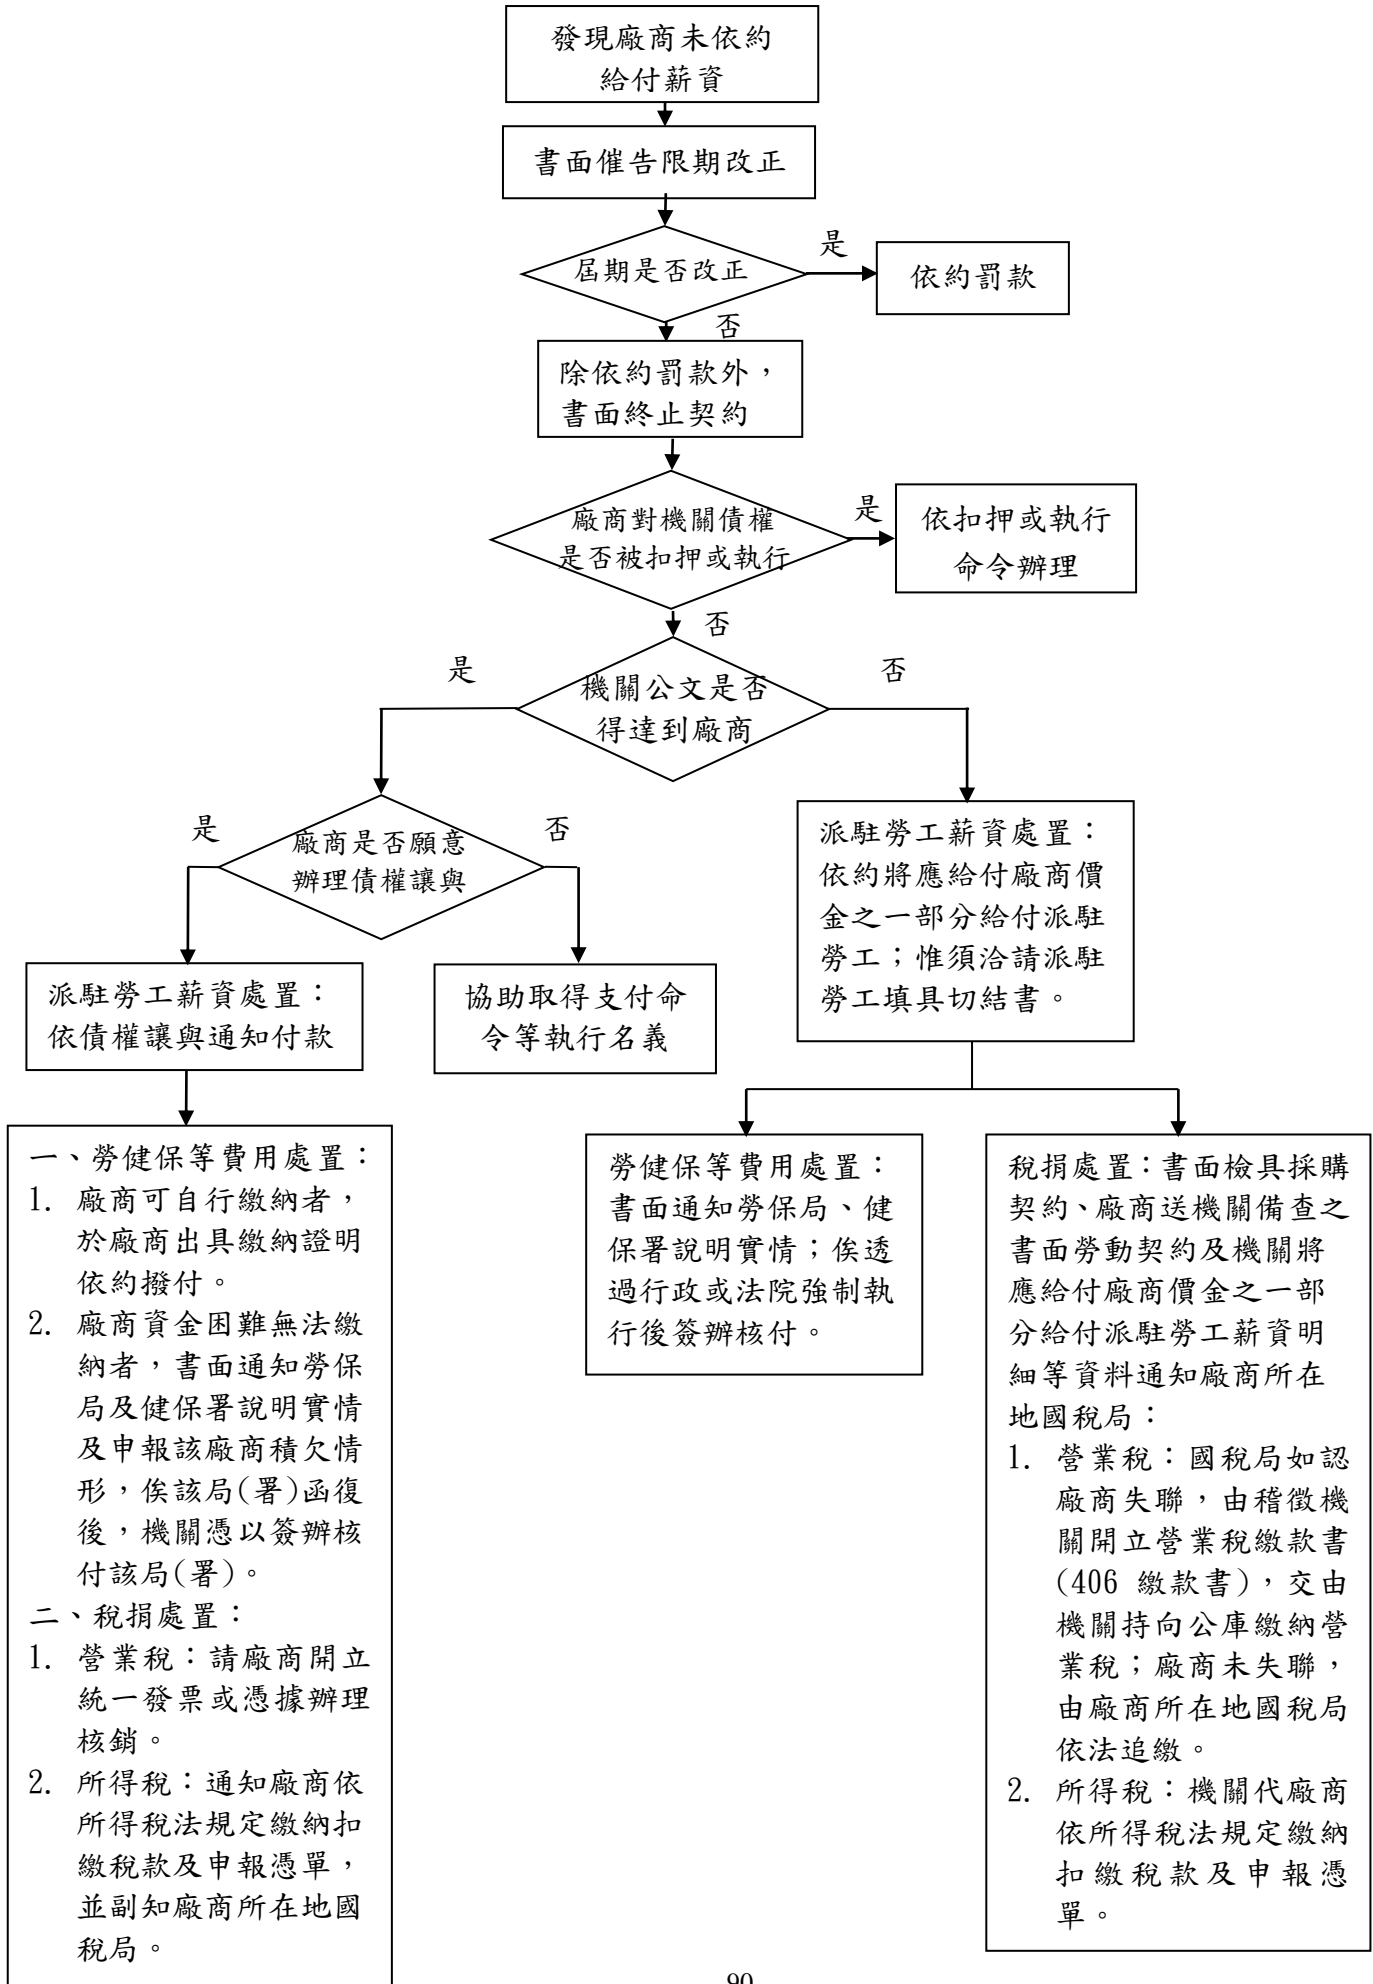 發現廠商未依約
給付薪資
書面催告限期改正
屆期是否改正
是
依約罰款
否
除依約罰款外，
書面終止契約
廠商對機關債權
是否被扣押或執行
是
依扣押或執行
命令辦理
否
機關公文是否
得達到廠商
是
否
廠商是否願意
辦理債權讓與
是
否
派駐勞工薪資處置：
依債權讓與通知付款
協助取得支付命
令等執行名義
派駐勞工薪資處置：
依約將應給付廠商價
金之一部分給付派駐
勞工；惟須洽請派駐
勞工填具切結書。
一、勞健保等費用處置：
1. 廠商可自行繳納者，
於廠商出具繳納證明
依約撥付。
2. 廠商資金困難無法繳
納者，書面通知勞保
局及健保署說明實情
及申報該廠商積欠情
形，俟該局(署)函復
後，機關憑以簽辦核
付該局(署)。
二、稅捐處置：
1. 營業稅：請廠商開立
統一發票或憑據辦理
核銷。
2. 所得稅：通知廠商依
所得稅法規定繳納扣
繳稅款及申報憑單，
並副知廠商所在地國
稅局。
勞健保等費用處置：
書面通知勞保局、健
保署說明實情；俟透
過行政或法院強制執
行後簽辦核付。
稅捐處置：書面檢具採購
契約、廠商送機關備查之
書面勞動契約及機關將
應給付廠商價金之一部
分給付派駐勞工薪資明
細等資料通知廠商所在
地國稅局：
1. 營業稅：國稅局如認
廠商失聯，由稽徵機
關開立營業稅繳款書
(406 繳款書)，交由
機關持向公庫繳納營
業稅；廠商未失聯，
由廠商所在地國稅局
依法追繳。
2. 所得稅：機關代廠商
依所得稅法規定繳納
扣繳稅款及申報憑
單。
90